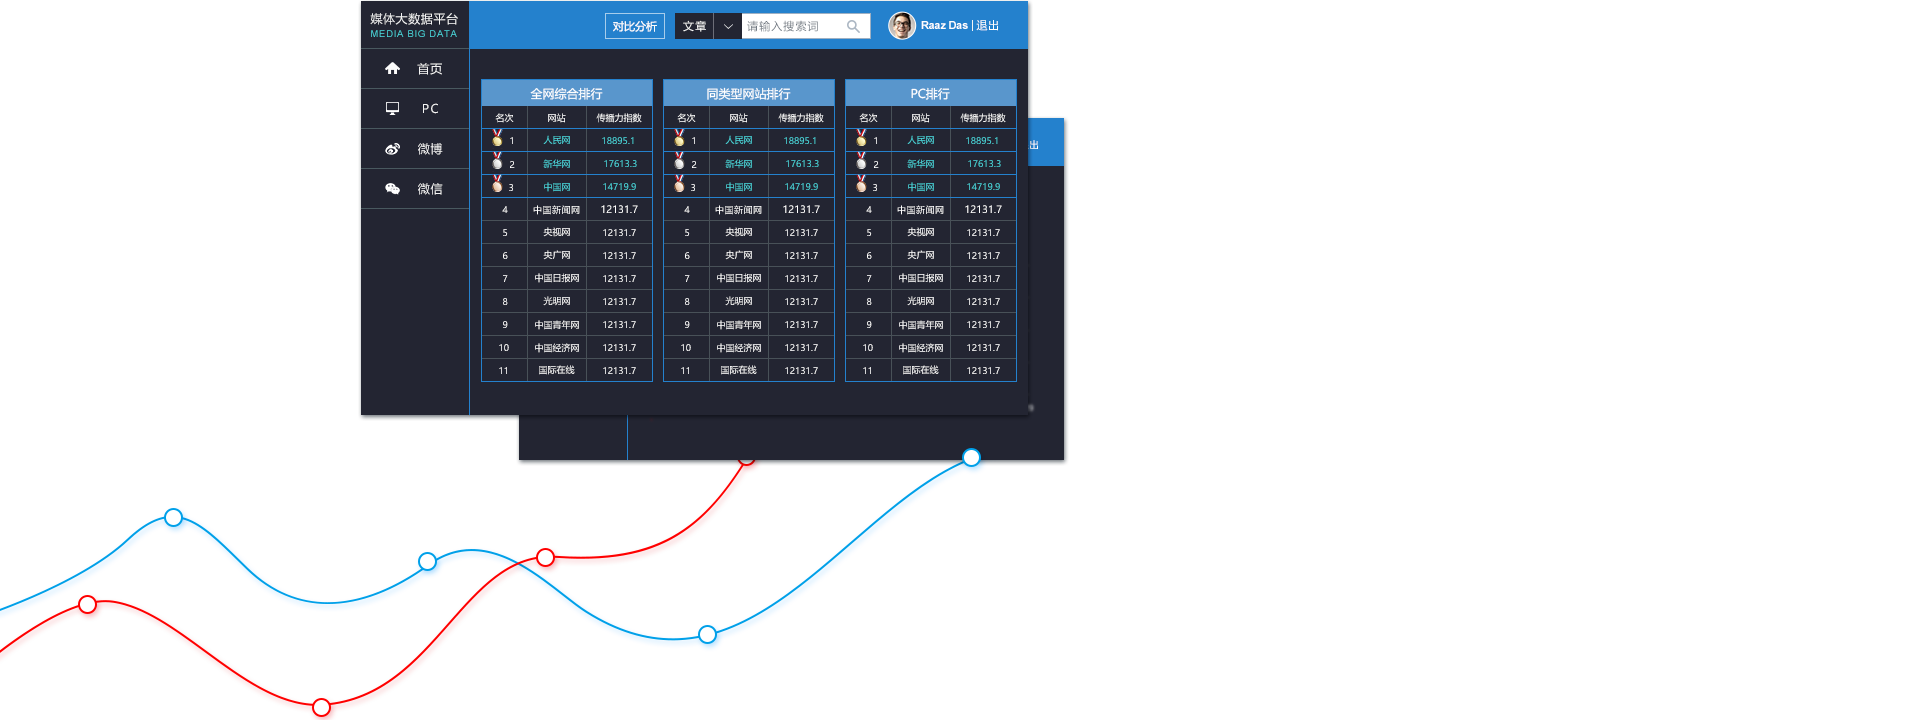 媒体大数据平台
MEDIA BIG DATA
对比分析 文章 请输入搜索词 Raaz Das | 退出
首页
PC
微博
微信
全网综合排行
名次 网站 传播力指数
1 人民网 18895.1
2 新华网 17613.3
3 中国网 14719.9
4 中国新闻网 12131.7
5 央视网 12131.7
6 央广网 12131.7
7 中国日报网 12131.7
8 光明网 12131.7
9 中国青年网 12131.7
10 中国经济网 12131.7
11 国际在线 12131.7
同类型网站排行
名次 网站 传播力指数
1 人民网 18895.1
2 新华网 17613.3
3 中国网 14719.9
4 中国新闻网 12131.7
5 央视网 12131.7
6 央广网 12131.7
7 中国日报网 12131.7
8 光明网 12131.7
9 中国青年网 12131.7
10 中国经济网 12131.7
11 国际在线 12131.7
PC排行
名次 网站 传播力指数
1 人民网 18895.1
2 新华网 17613.3
3 中国网 14719.9
4 中国新闻网 12131.7
5 央视网 12131.7
6 央广网 12131.7
7 中国日报网 12131.7
8 光明网 12131.7
9 中国青年网 12131.7
10 中国经济网 12131.7
11 国际在线 12131.7
出